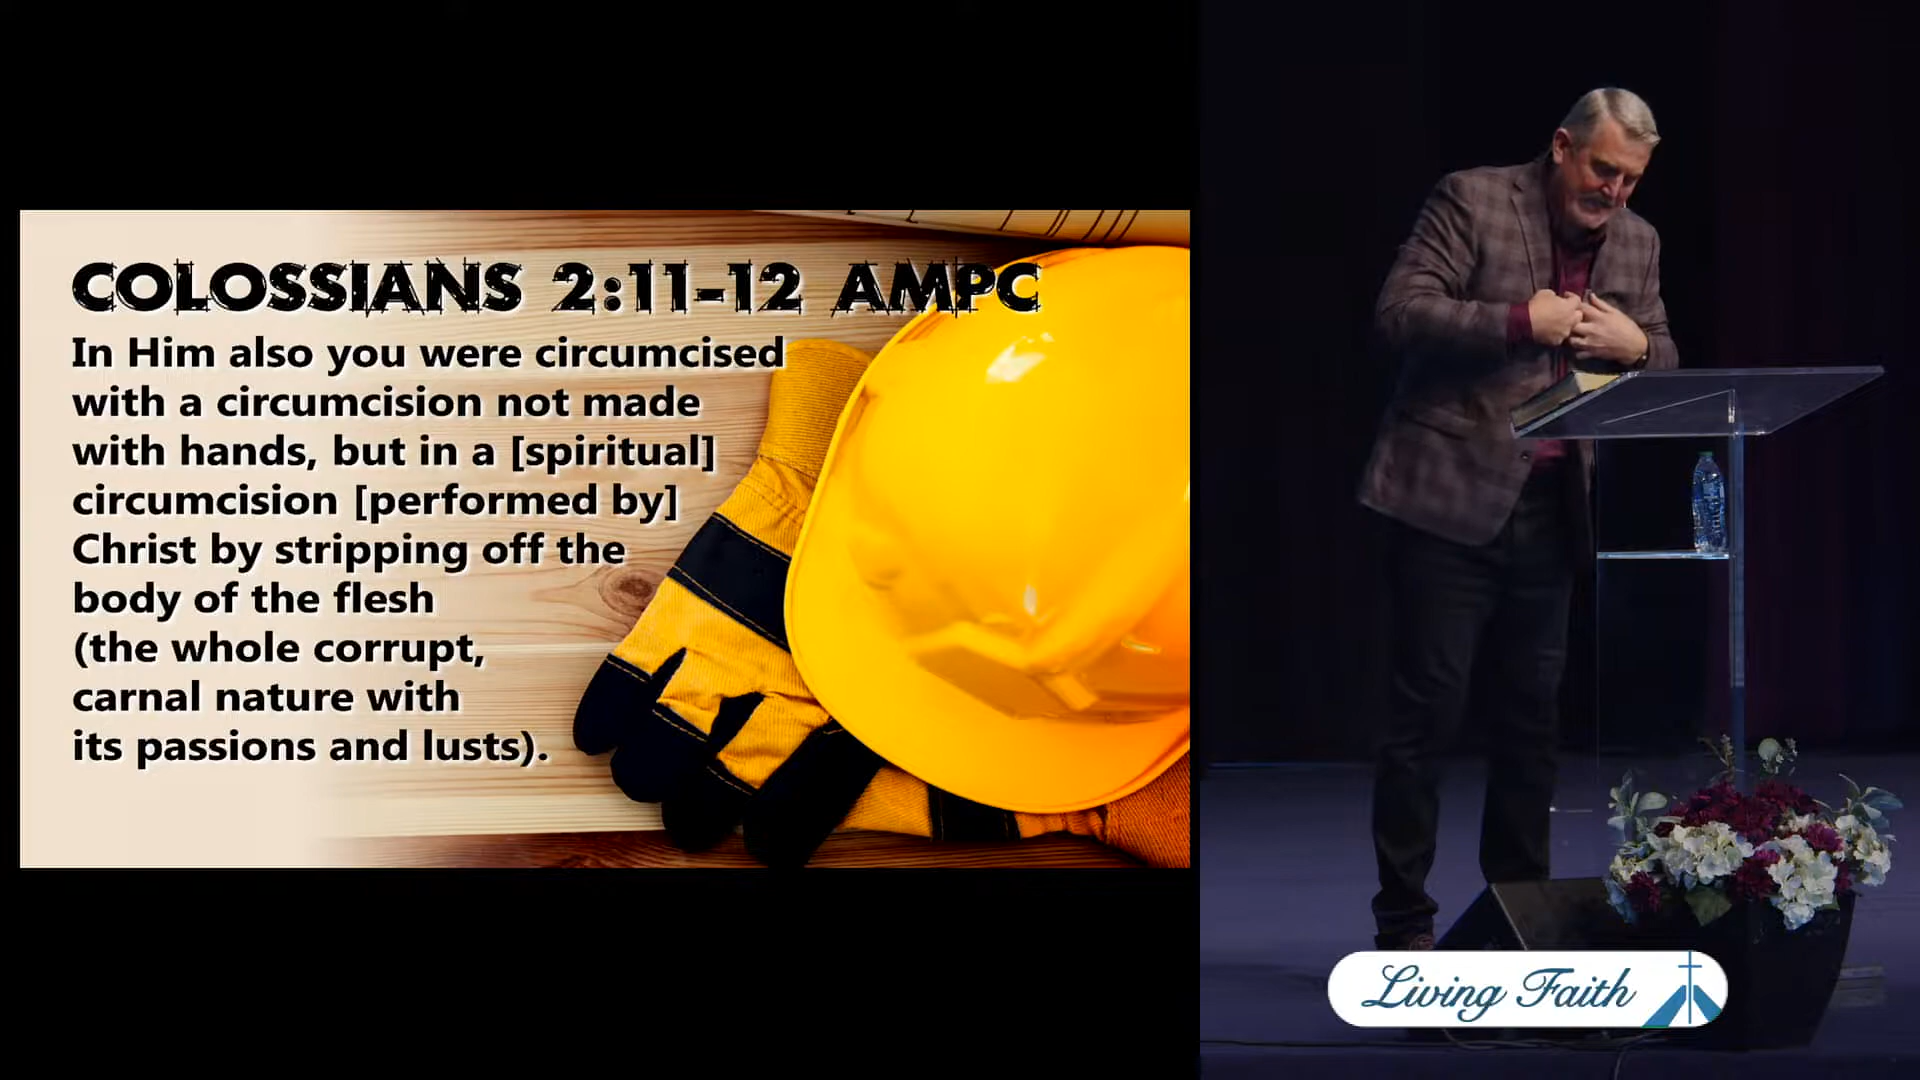 COLOSSIANS 2:11-12 AMPC
In Him also you were circumcised
with a circumcision not made
with hands, but in a [spiritual]
circumcision [performed by]
Christ by stripping off the
body of the flesh
(the whole corrupt,
carnal nature with
its passions and lusts).
Living Faith